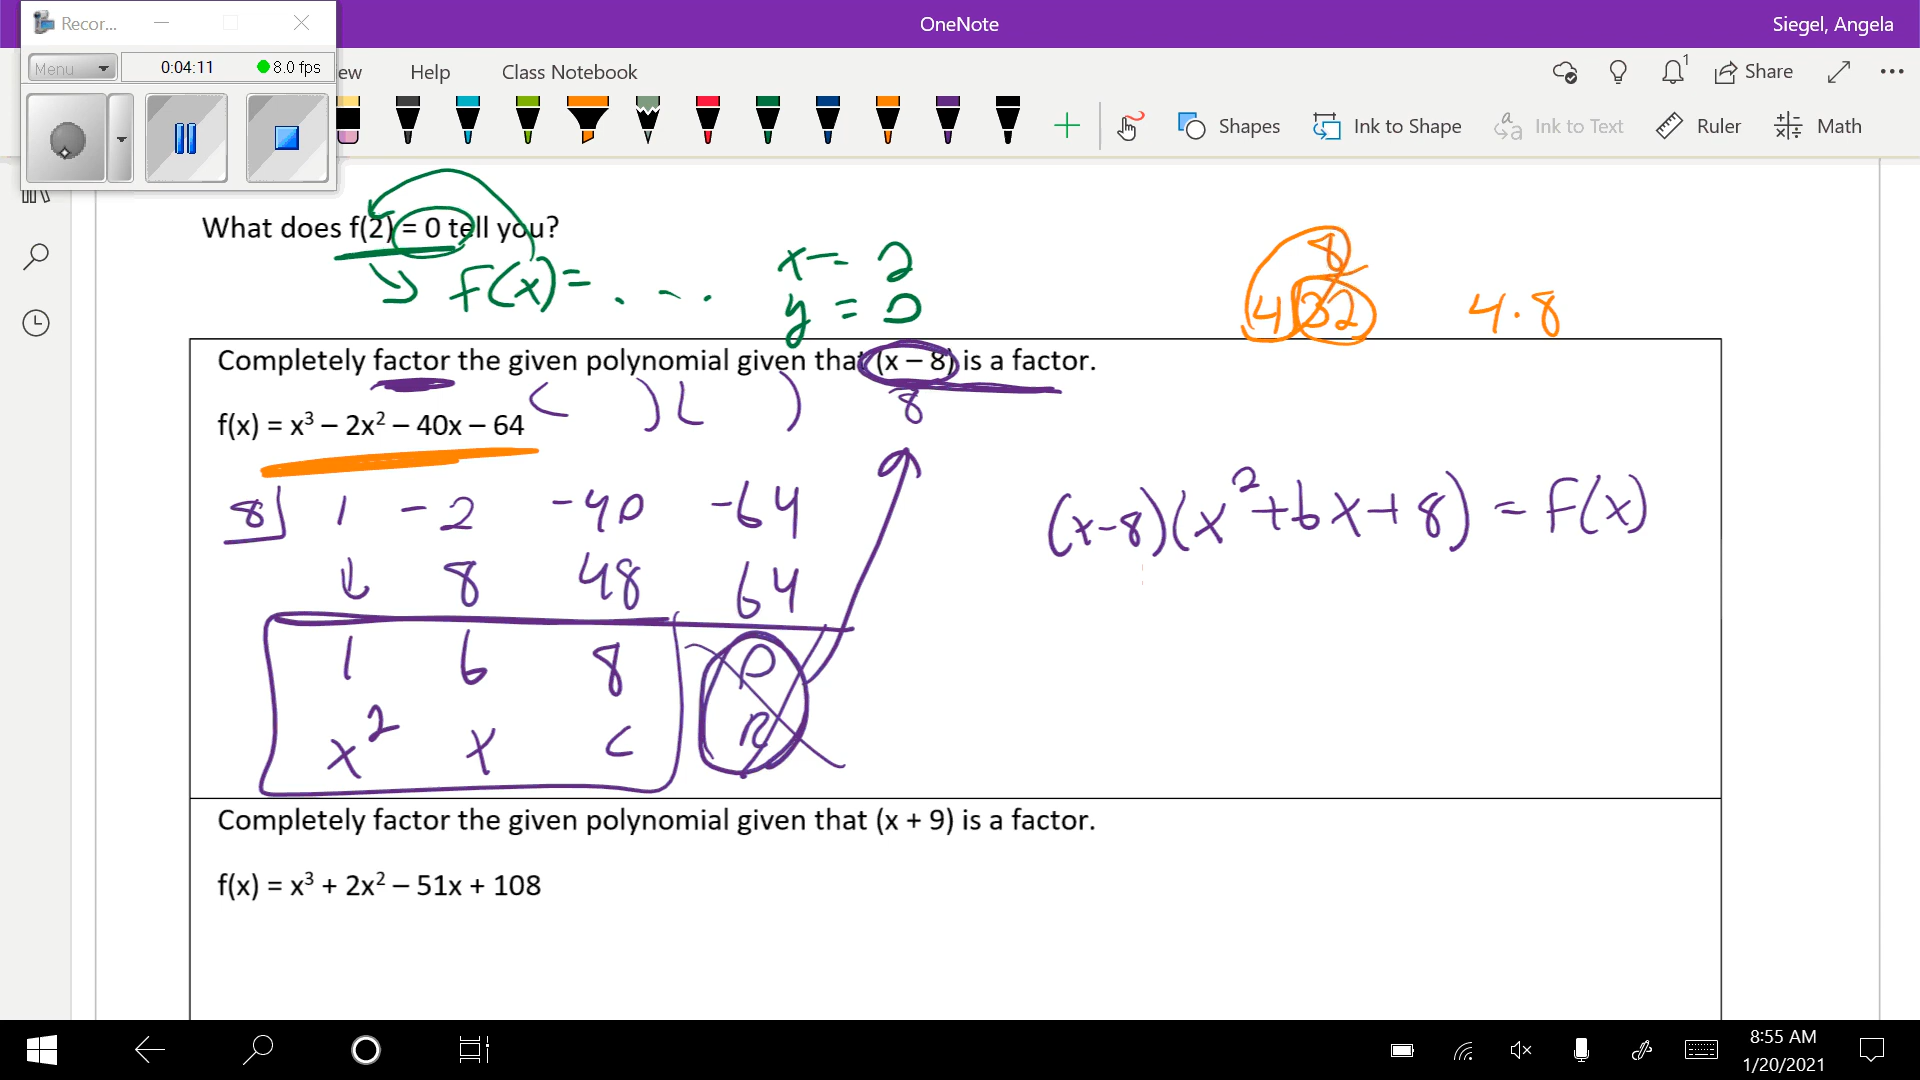 Recor...
OneNote
Siegel, Angela
Menu
0:04:11
8.0 fps
ew
Help
Class Notebook
1
Share
Shapes
Ink to Shape
Ink to Text
Ruler
Math
What does f(2) = 0 tell you?
f(x) = . . .
x = 2
y = 0
8
4 32
4 · 8
Completely factor the given polynomial given that (x – 8) is a factor.
( ) ( )
8
f(x) = x³ – 2x² – 40x – 64
8 1 -2 -40 -64
8 48 64
1 6 8 0
x² x c R
(x-8)(x²+6x+8) = f(x)
Completely factor the given polynomial given that (x + 9) is a factor.
f(x) = x³ + 2x² – 51x + 108
8:55 AM
1/20/2021